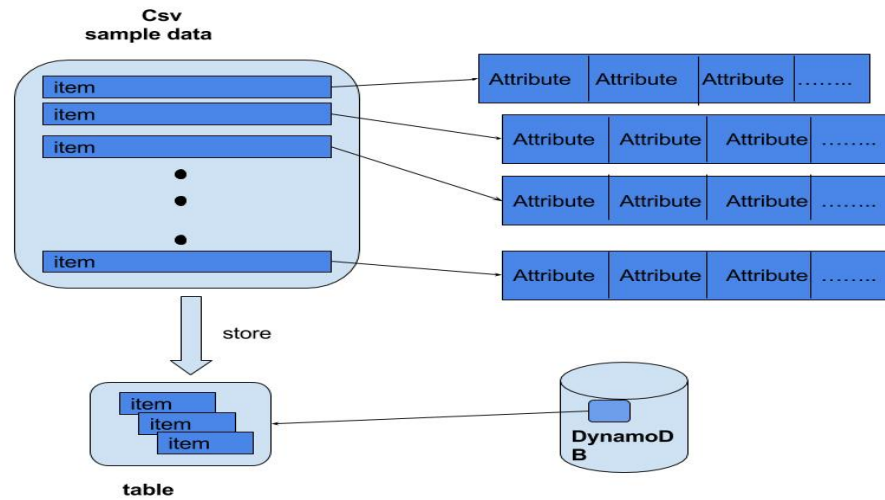 Csv
sample data
item
Attribute Attribute Attribute ……..
item
Attribute Attribute Attribute ……..
item
Attribute Attribute Attribute ……..
item
Attribute Attribute Attribute ……..
store
item
item
item
DynamoD
B
table